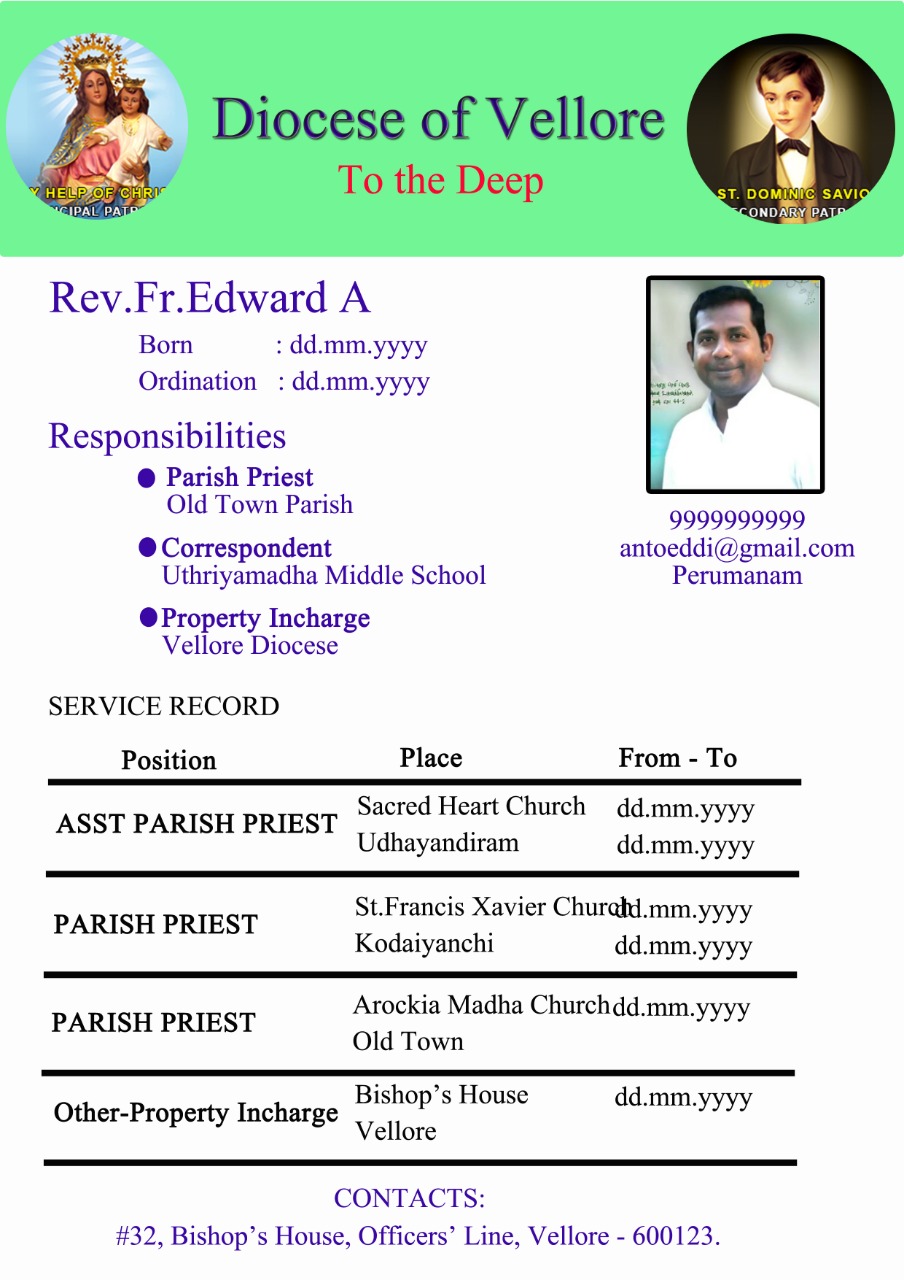 Diocese of Vellore
To the Deep
Y HELP OF CHRIS
CIPAL PATR
ST. DOMINIC SAVIO
CONDARY PATR
Rev.Fr.Edward A
Born : dd.mm.yyyy
Ordination : dd.mm.yyyy
Responsibilities
Parish Priest
Old Town Parish
Correspondent
Uthriyamadha Middle School
Property Incharge
Vellore Diocese
9999999999
antoeddi@gmail.com
Perumanam
SERVICE RECORD
Position Place From - To
ASST PARISH PRIEST
Sacred Heart Church dd.mm.yyyy
Udhayandiram dd.mm.yyyy
PARISH PRIEST
St.Francis Xavier Church dd.mm.yyyy
Kodaiyanchi dd.mm.yyyy
PARISH PRIEST
Arockia Madha Church dd.mm.yyyy
Old Town
Other-Property Incharge
Bishop’s House dd.mm.yyyy
Vellore
CONTACTS:
#32, Bishop’s House, Officers’ Line, Vellore - 600123.